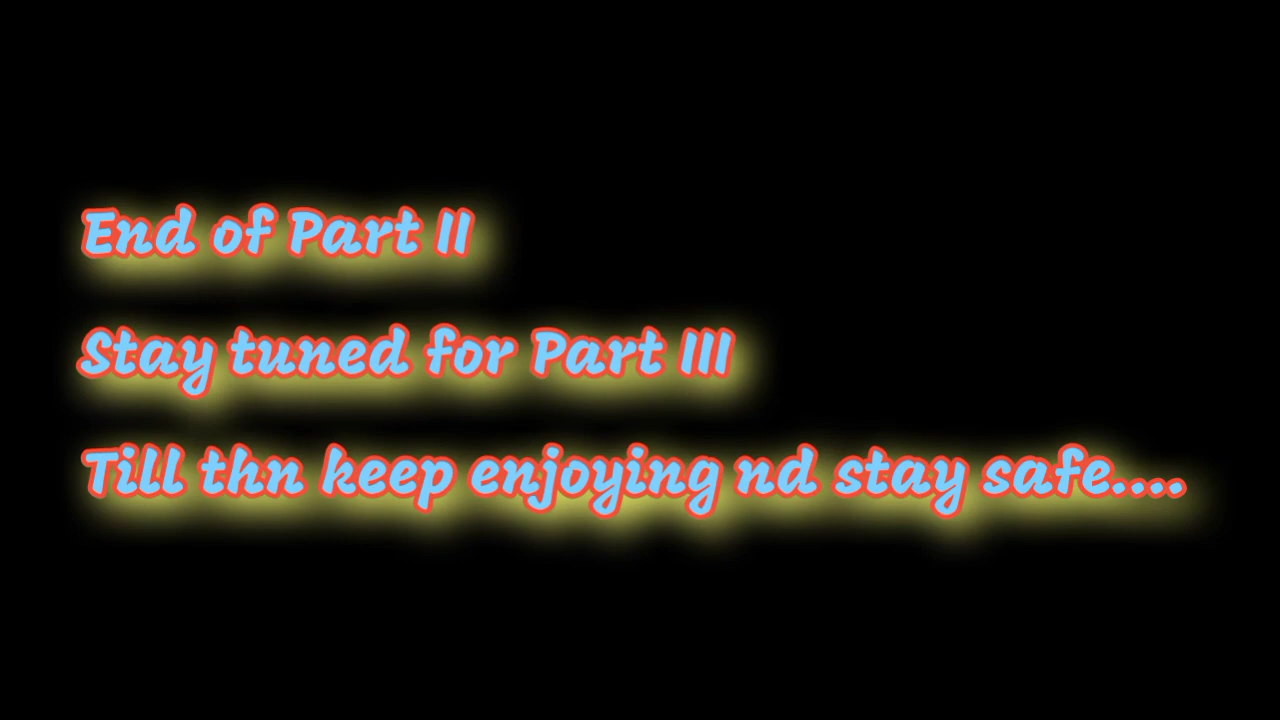 End of Part II
Stay tuned for Part III
Till thn keep enjoying nd stay safe....